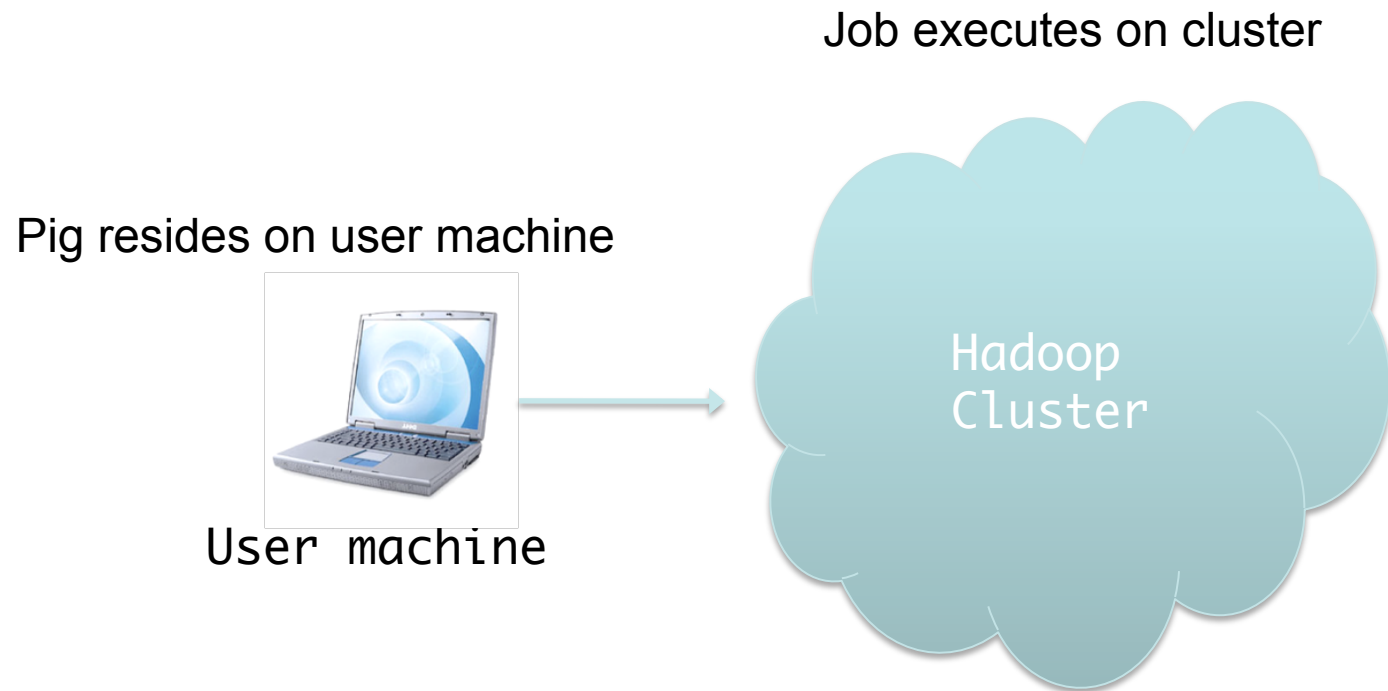 Job executes on cluster
Pig resides on user machine
Hadoop
Cluster
User machine